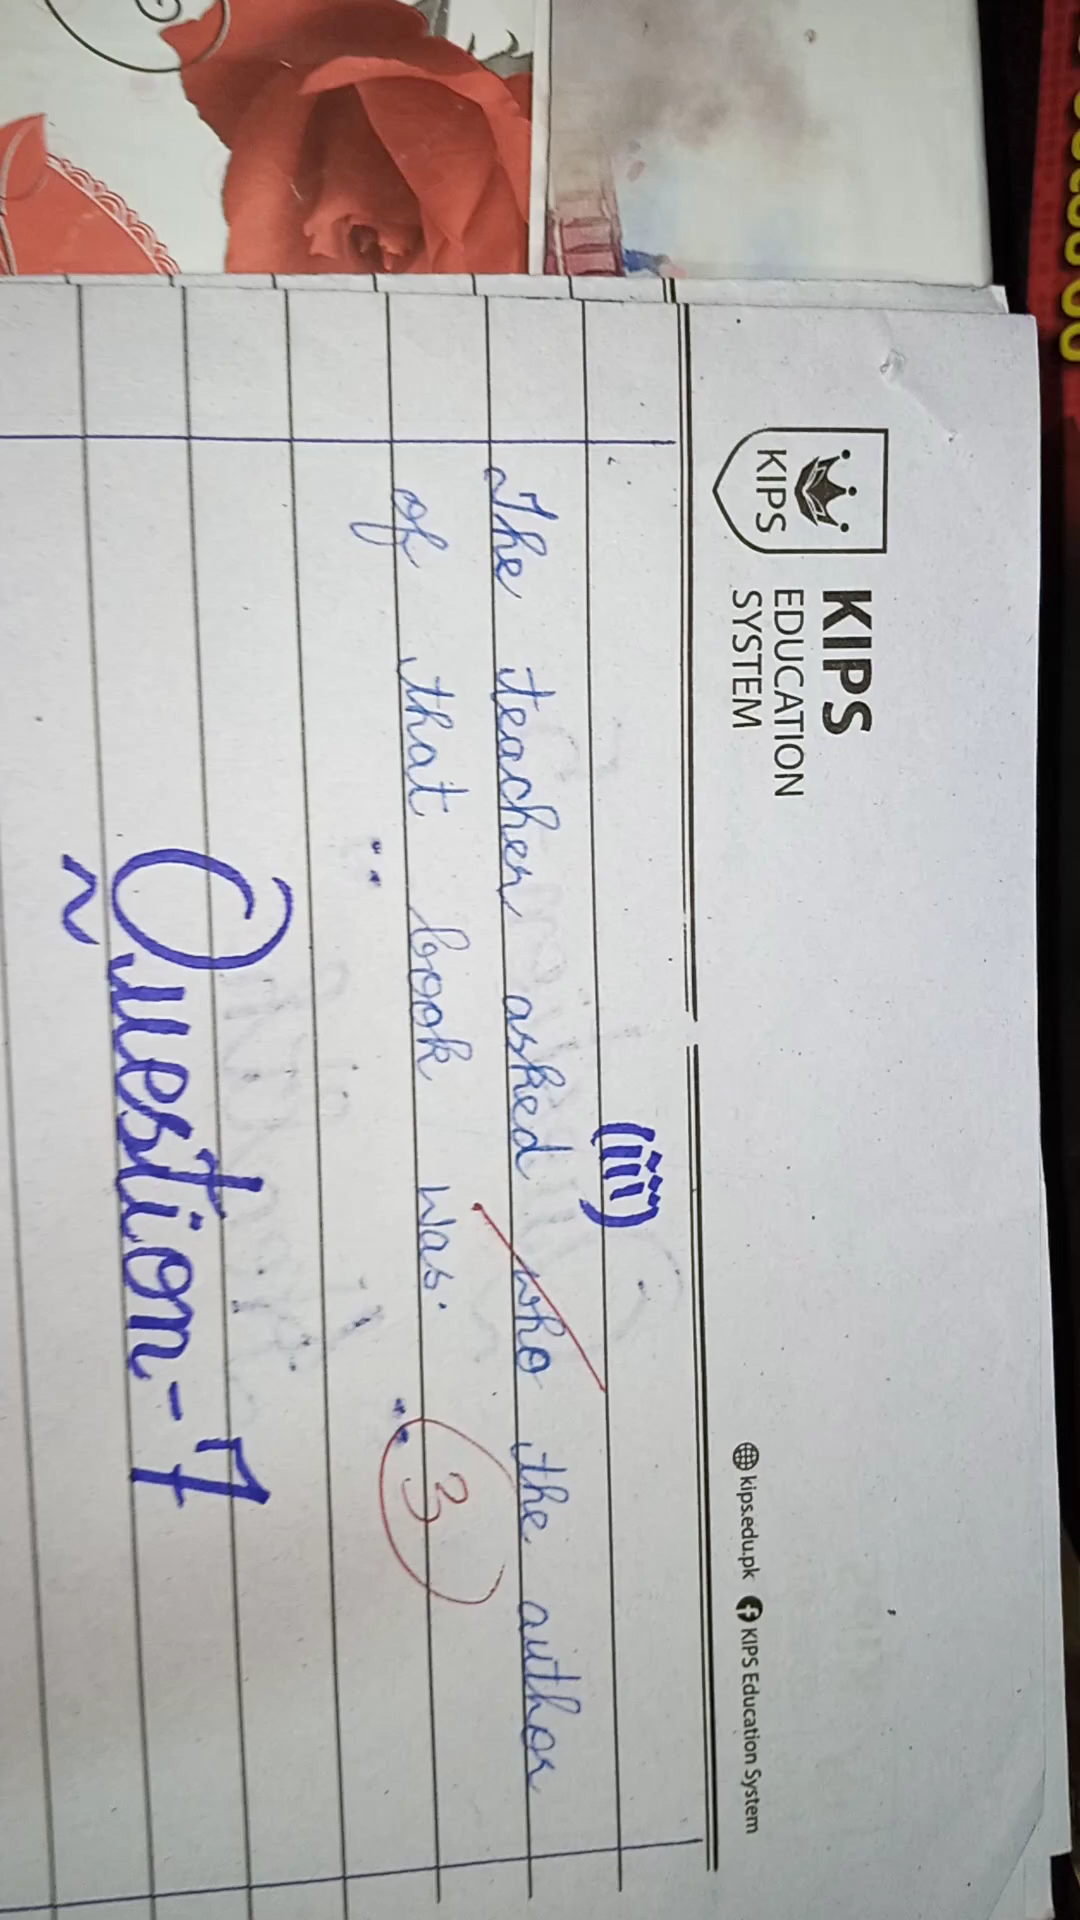 KIPS
KIPS
EDUCATION
SYSTEM
kips.edu.pk KIPS Education System
(iii)
The teacher asked who the author
of that book was.
3
Question-7